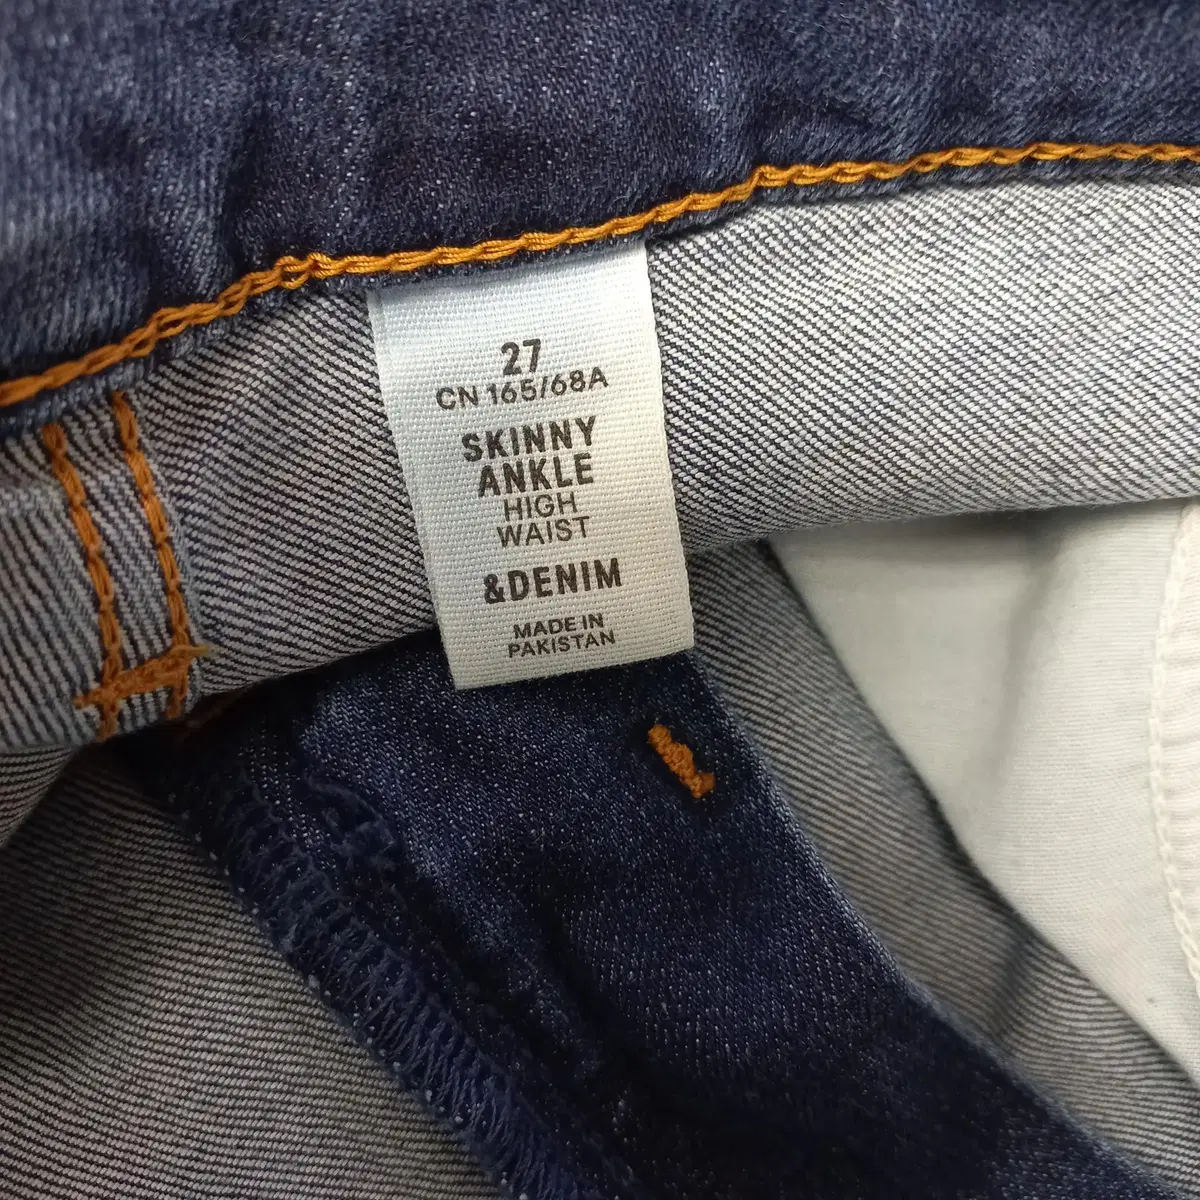 27
CN 165/68A
SKINNY
ANKLE
HIGH
WAIST
&DENIM
MADE IN
PAKISTAN